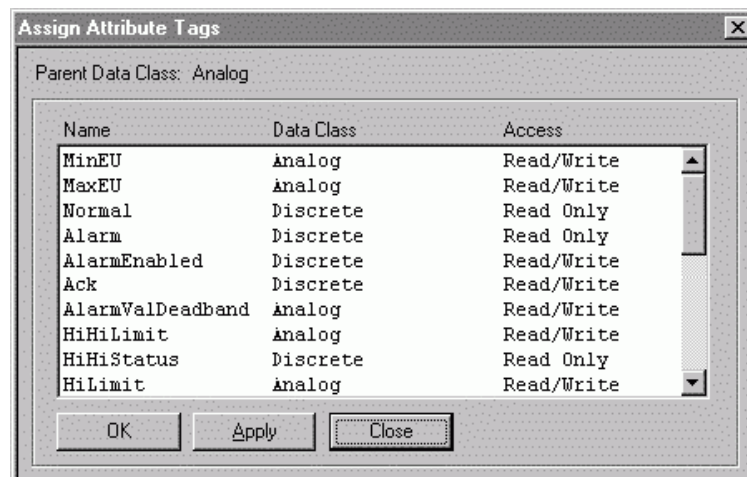 Assign Attribute Tags
Parent Data Class: Analog
Name Data Class Access
MinEU Analog Read/Write
MaxEU Analog Read/Write
Normal Discrete Read Only
Alarm Discrete Read Only
AlarmEnabled Discrete Read/Write
Ack Discrete Read/Write
AlarmValDeadband Analog Read/Write
HiHiLimit Analog Read/Write
HiHiStatus Discrete Read Only
HiLimit Analog Read/Write
OK Apply Close